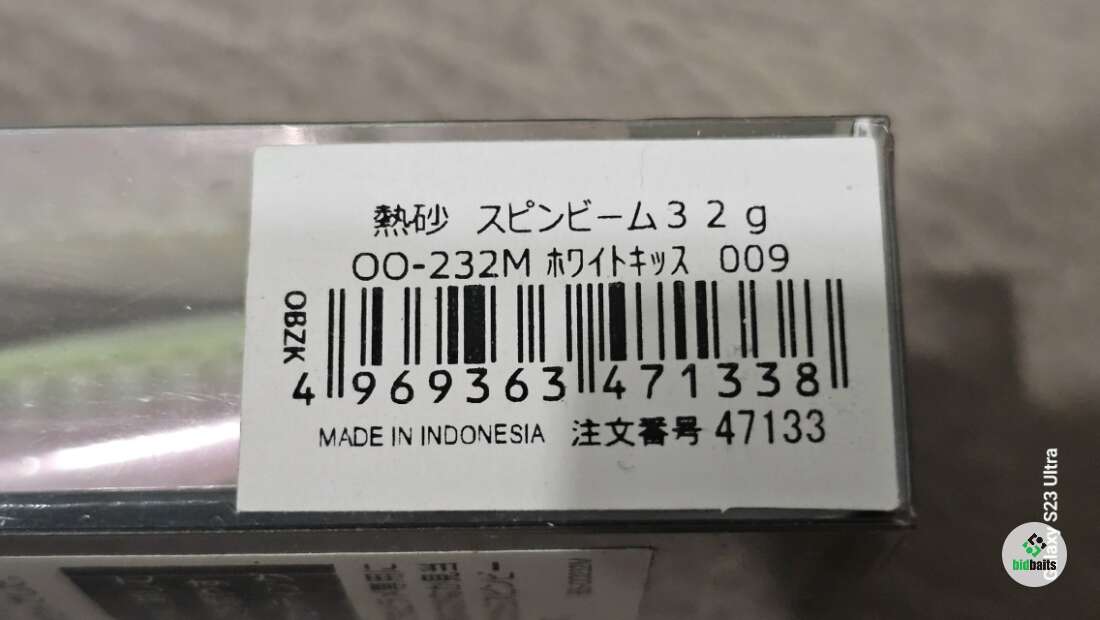 熱砂 スピンビーム32g
OO-232M ホワイトキッス 009
OBZK
4 969363 471338
MADE IN INDONESIA 注文番号 47133
Galaxy S23 Ultra
bidbaits